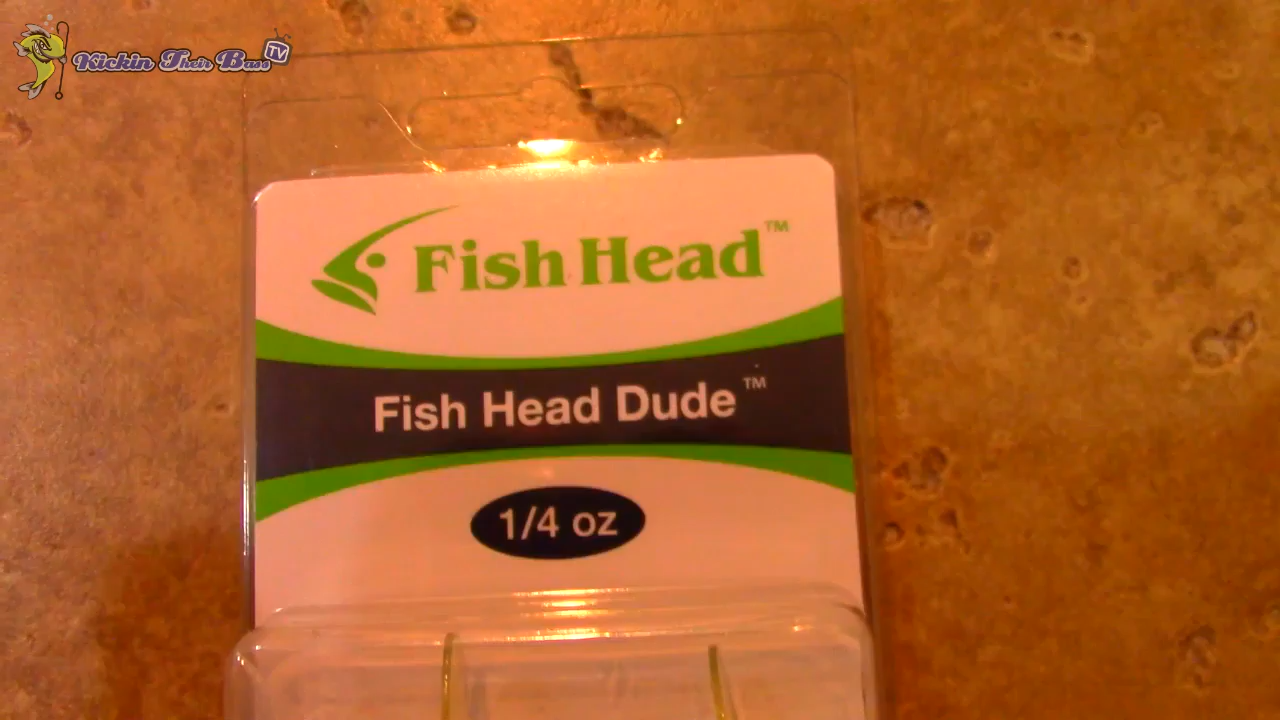 Kickin Their Bass TV
Fish Head™
Fish Head Dude™
1/4 oz